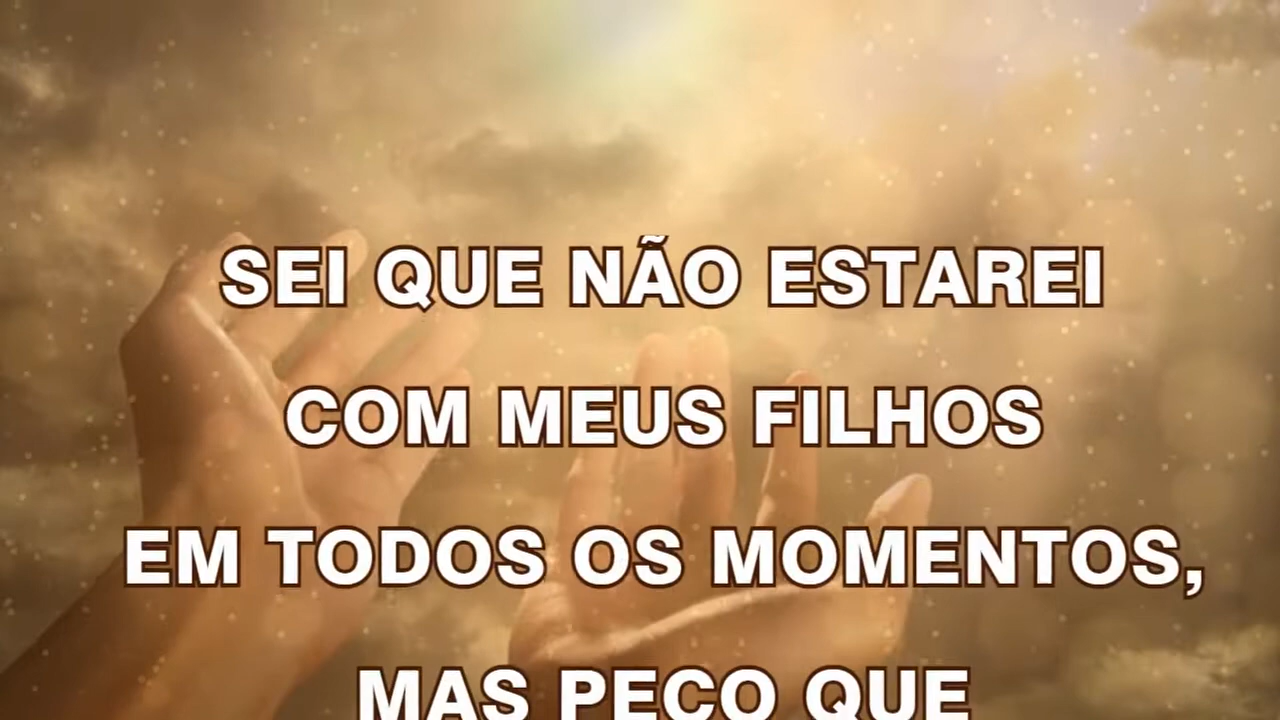 SEI QUE NÃO ESTAREI
COM MEUS FILHOS
EM TODOS OS MOMENTOS,
MAS PEÇO QUE